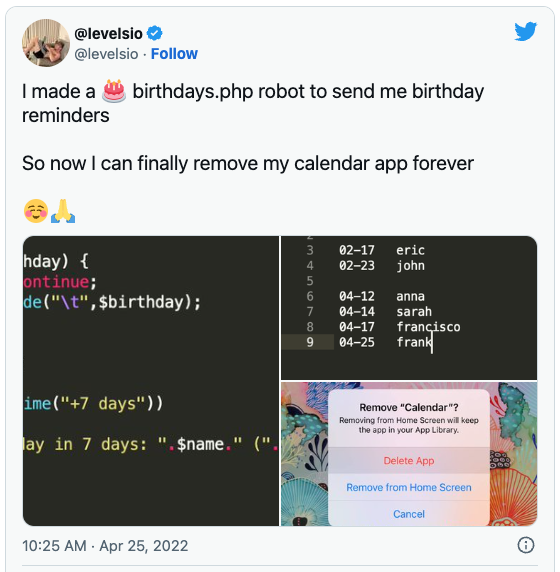 @levelsio
@levelsio · Follow
I made a 🎂 birthdays.php robot to send me birthday
reminders
So now I can finally remove my calendar app forever
☺️🙏
hday) {
ontinue;
de("\t",$birthday);
ime("+7 days"))
lay in 7 days: ".$name." (".
3 02-17 eric
4 02-23 john
5
6 04-12 anna
7 04-14 sarah
8 04-17 francisco
9 04-25 frank
Remove “Calendar”?
Removing from Home Screen will keep
the app in your App Library.
Delete App
Remove from Home Screen
Cancel
10:25 AM · Apr 25, 2022